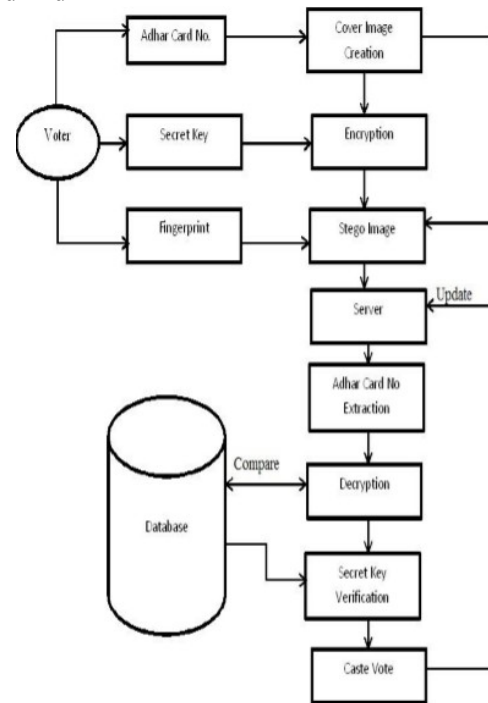 Adhar Card No.
Cover Image
Creation
Voter
Secret Key
Encryption
Fingerprint
Stego Image
Update
Server
Adhar Card No
Extraction
Compare
Decryption
Database
Secret Key
Verification
Caste Vote